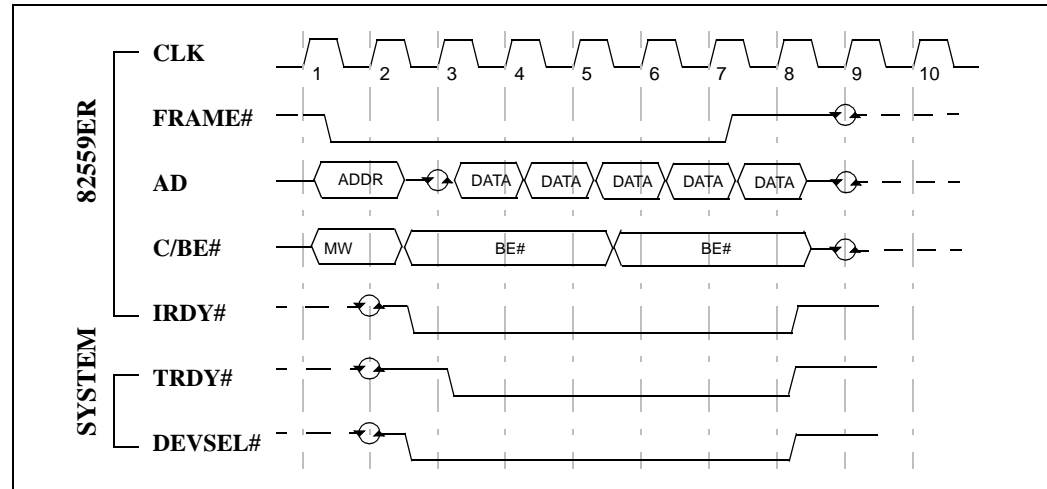 82559ER
SYSTEM
CLK
1 2 3 4 5 6 7 8 9 10
FRAME#
AD
ADDR DATA DATA DATA DATA DATA
C/BE#
MW BE# BE#
IRDY#
TRDY#
DEVSEL#